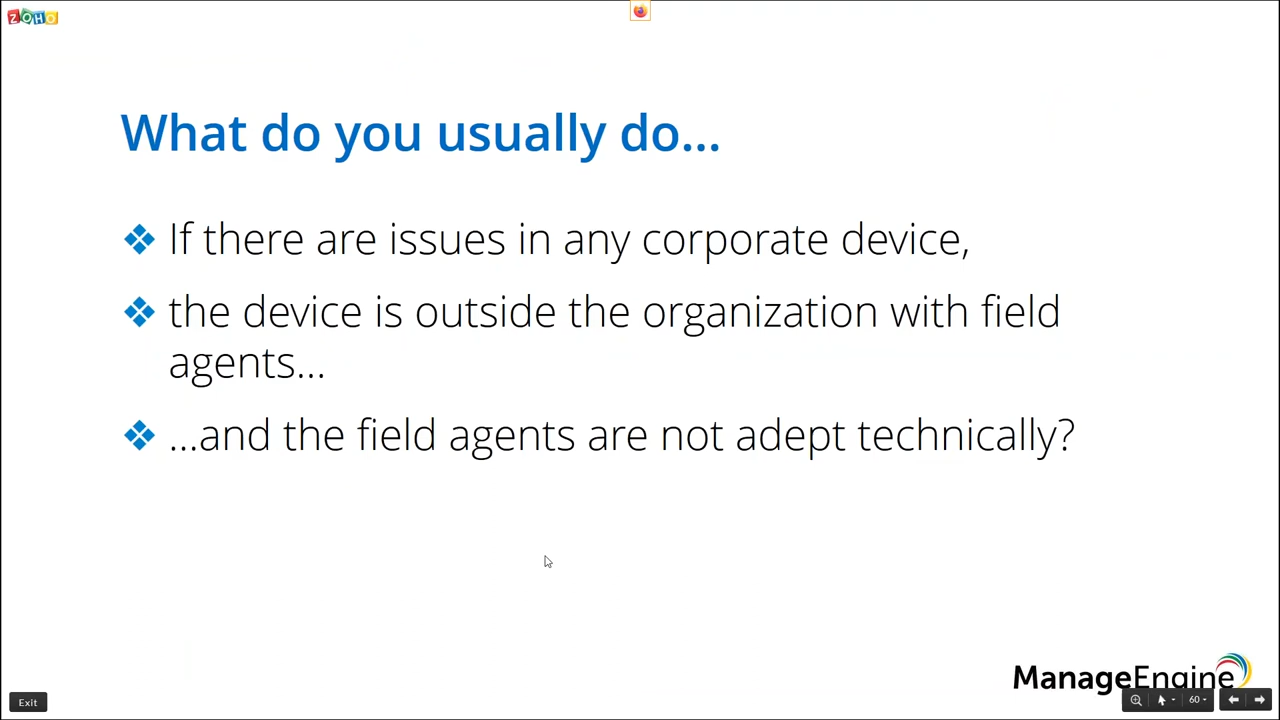 ZOHO
What do you usually do...
If there are issues in any corporate device,
the device is outside the organization with field
agents...
...and the field agents are not adept technically?
ManageEngine
Exit
60